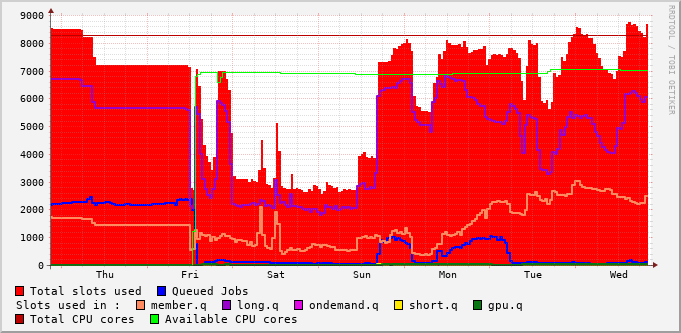 9000
8000
7000
6000
5000
4000
3000
2000
1000
0
Thu Fri Sat Sun Mon Tue Wed
RRDTOOL / TOBI OETIKER
Total slots used Queued Jobs
Slots used in : member.q long.q ondemand.q short.q gpu.q
Total CPU cores Available CPU cores